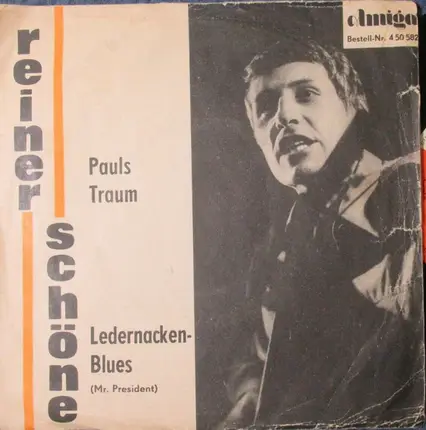 reiner
schöne
Pauls
Traum
Ledernacken-
Blues
(Mr. President)
Amiga
Bestell-Nr. 4 50 582